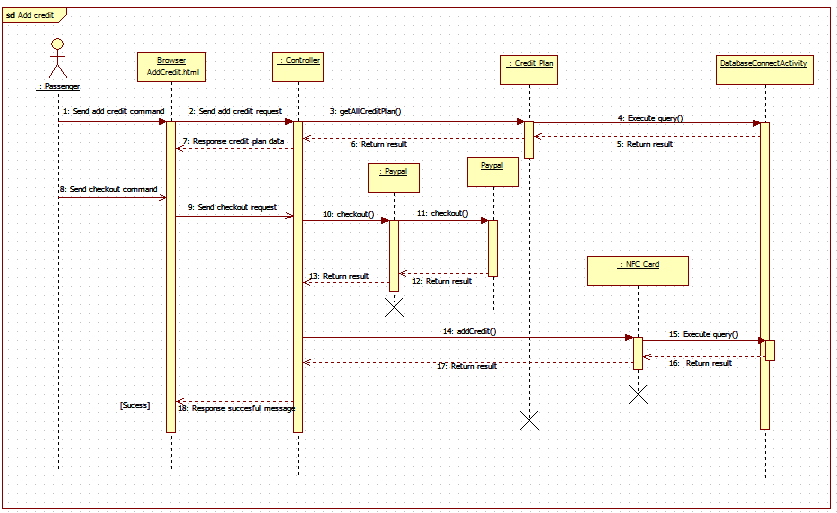 sd Add credit
: Passenger
Browser
AddCredit.html
: Controller
: Credit Plan
DatabaseConnectActivity
1: Send add credit command
2: Send add credit request
3: getAllCreditPlan()
4: Execute query()
5: Return result
6: Return result
7: Response credit plan data
: Paypal
Paypal
8: Send checkout command
9: Send checkout request
10: checkout()
11: checkout()
12: Return result
13: Return result
: NFC Card
14: addCredit()
15: Execute query()
16: Return result
17: Return result
[Sucess]
18: Response succesful message